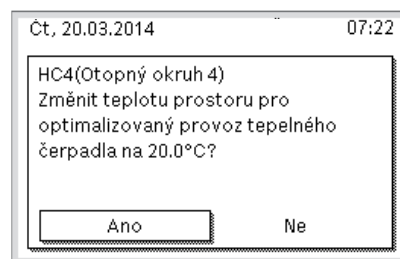 Čt, 20.03.2014 07:22
HC4(Otopný okruh 4)
Změnit teplotu prostoru pro
optimalizovaný provoz tepelného
čerpadla na 20.0°C?
Ano Ne